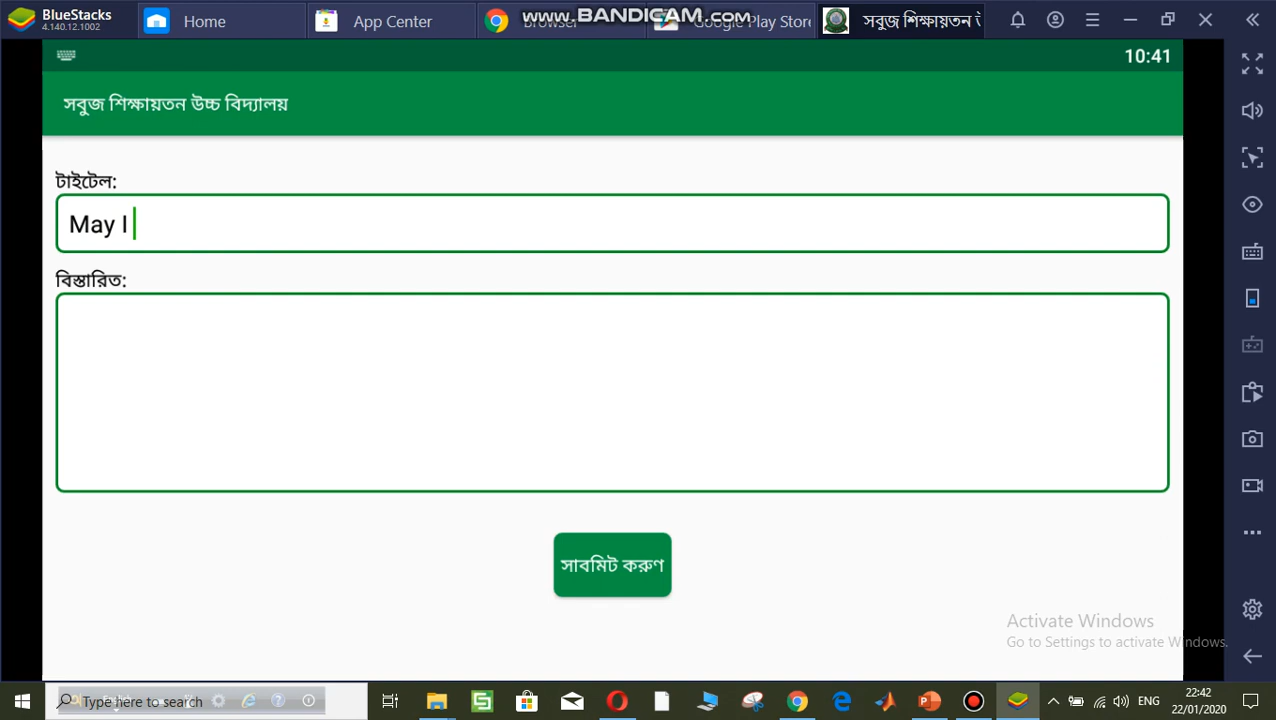 BlueStacks
4.140.12.1002
Home
App Center
Browser
Google Play Store
সবুজ শিক্ষায়তন উ
www.BANDICAM.com
10:41
সবুজ শিক্ষায়তন উচ্চ বিদ্যালয়
টাইটেল:
May I
বিস্তারিত:
সাবমিট করুণ
Activate Windows
Go to Settings to activate Windows.
Type here to search
ENG
22:42
22/01/2020